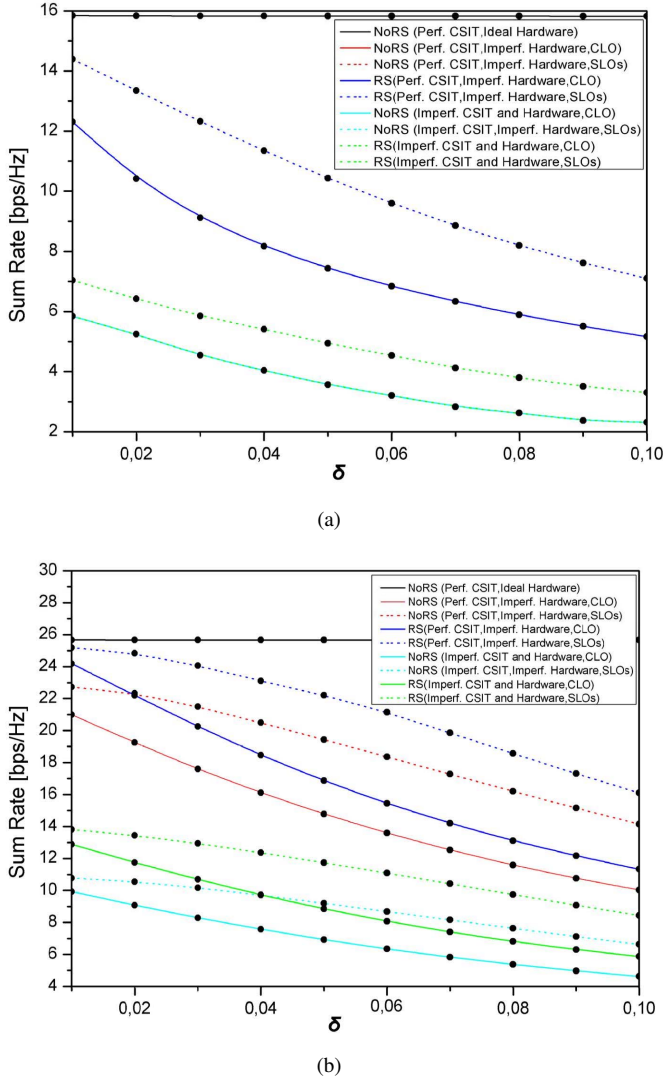 16
14
12
10
8
6
4
2
Sum Rate [bps/Hz]
NoRS (Perf. CSIT,Ideal Hardware)
NoRS (Perf. CSIT,Imperf. Hardware,CLO)
NoRS (Perf. CSIT,Imperf. Hardware,SLOs)
RS(Perf. CSIT,Imperf. Hardware,CLO)
RS(Perf. CSIT,Imperf. Hardware,SLOs)
NoRS (Imperf. CSIT and Hardware,CLO)
NoRS (Imperf. CSIT,Imperf. Hardware,SLOs)
RS(Imperf. CSIT and Hardware,CLO)
RS(Imperf. CSIT and Hardware,SLOs)
0,02 0,04 0,06 0,08 0,10
δ
(a)
30
28
26
24
22
20
18
16
14
12
10
8
6
4
Sum Rate [bps/Hz]
NoRS (Perf. CSIT,Ideal Hardware)
NoRS (Perf. CSIT,Imperf. Hardware,CLO)
NoRS (Perf. CSIT,Imperf. Hardware,SLOs)
RS(Perf. CSIT,Imperf. Hardware,CLO)
RS(Perf. CSIT,Imperf. Hardware,SLOs)
NoRS (Imperf. CSIT and Hardware,CLO)
NoRS (Imperf. CSIT,Imperf. Hardware,SLOs)
RS(Imperf. CSIT and Hardware,CLO)
RS(Imperf. CSIT and Hardware,SLOs)
0,02 0,04 0,06 0,08 0,10
δ
(b)